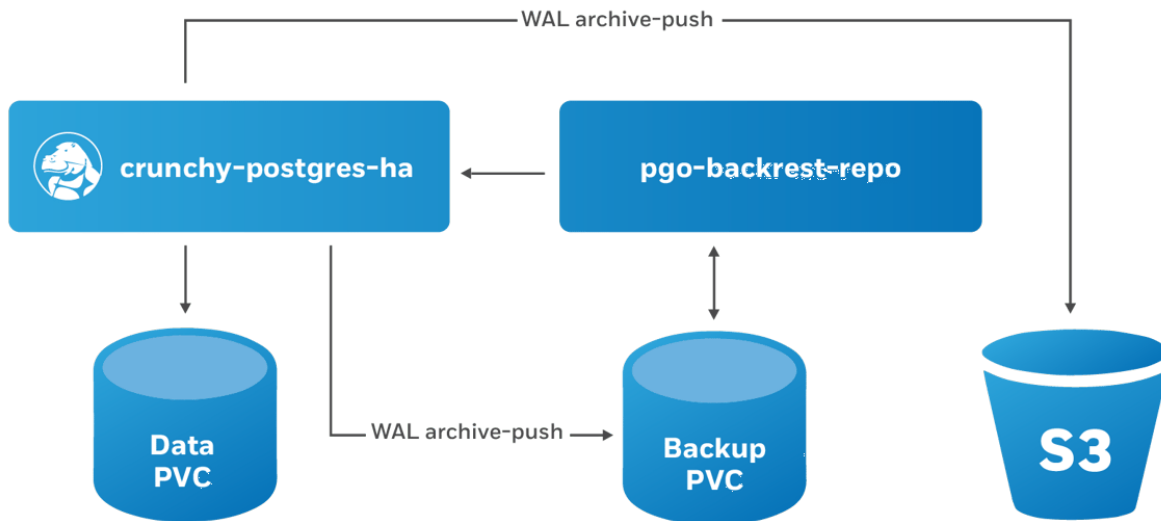 WAL archive-push
crunchy-postgres-ha
pgo-backrest-repo
WAL archive-push
Data
PVC
Backup
PVC
S3